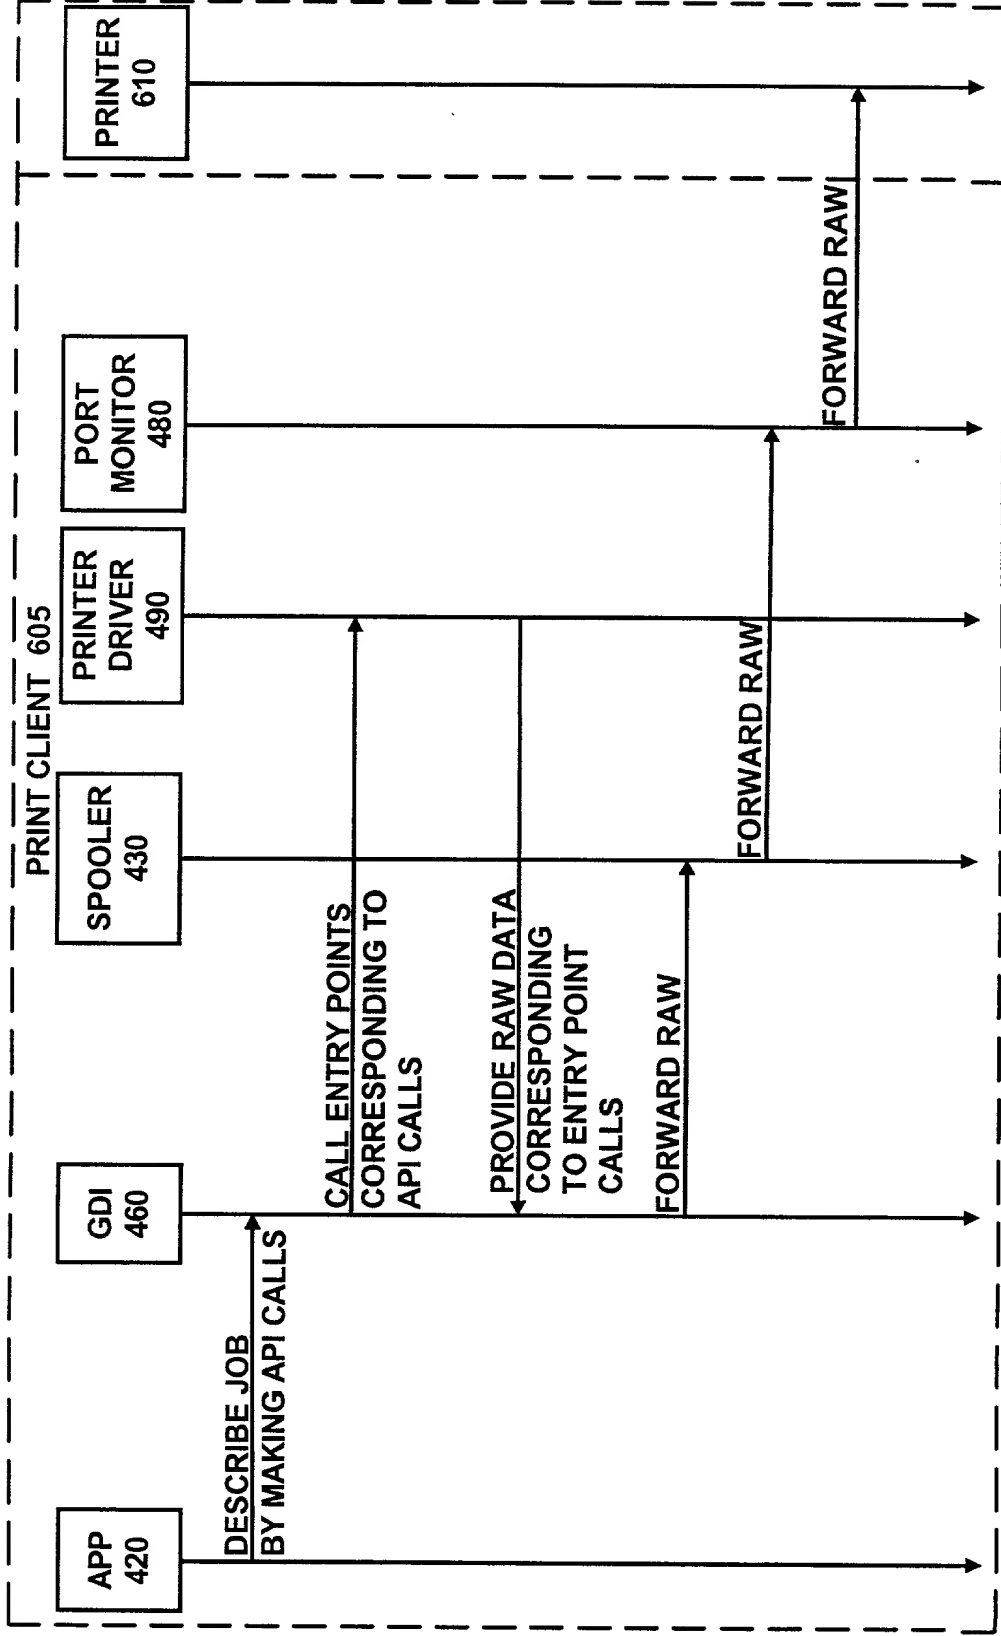 PRINT CLIENT 605
APP
420
GDI
460
SPOOLER
430
PRINTER
DRIVER
490
PORT
MONITOR
480
PRINTER
610
DESCRIBE JOB
BY MAKING API CALLS
CALL ENTRY POINTS
CORRESPONDING TO
API CALLS
PROVIDE RAW DATA
CORRESPONDING
TO ENTRY POINT
CALLS
FORWARD RAW
FORWARD RAW
FORWARD RAW